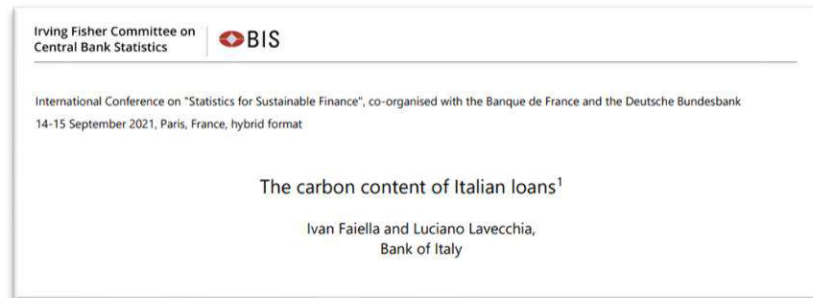 Irving Fisher Committee on
Central Bank Statistics
BIS
International Conference on "Statistics for Sustainable Finance", co-organised with the Banque de France and the Deutsche Bundesbank
14-15 September 2021, Paris, France, hybrid format
The carbon content of Italian loans¹
Ivan Faiella and Luciano Lavecchia,
Bank of Italy